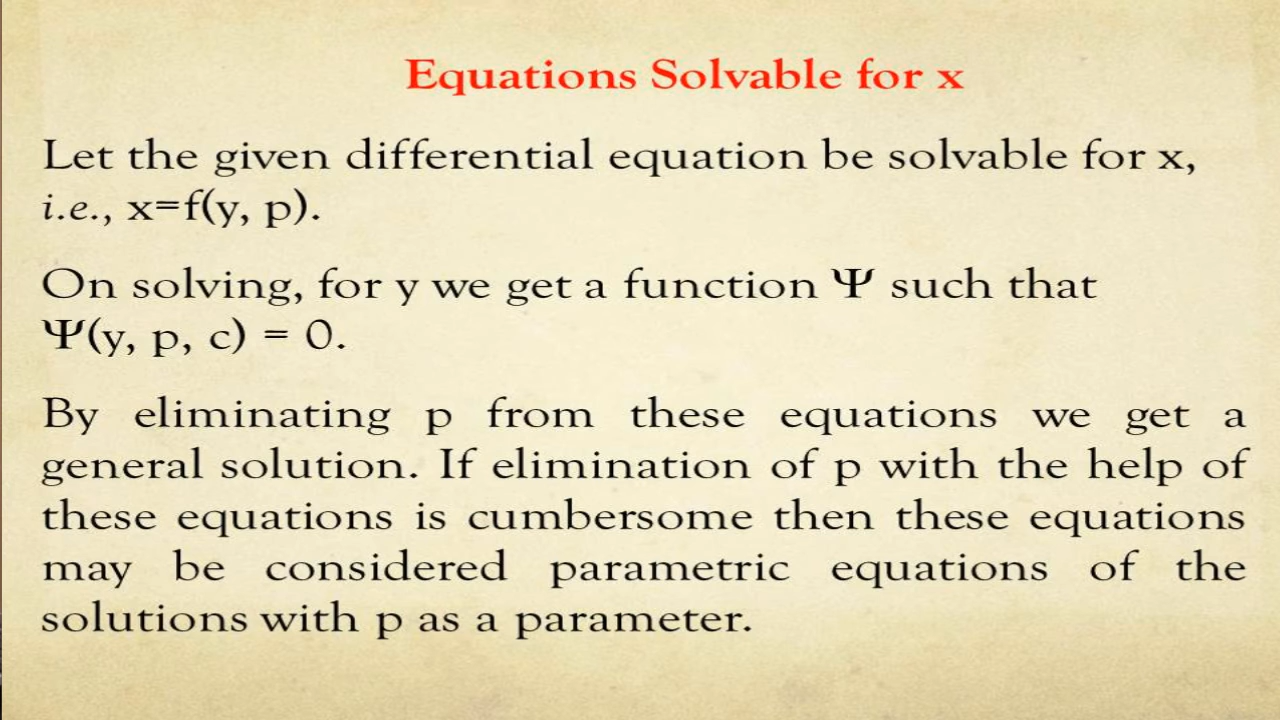 Equations Solvable for x
Let the given differential equation be solvable for x,
i.e., x=f(y, p).
On solving, for y we get a function Ψ such that
Ψ(y, p, c) = 0.
By eliminating p from these equations we get a
general solution. If elimination of p with the help of
these equations is cumbersome then these equations
may be considered parametric equations of the
solutions with p as a parameter.